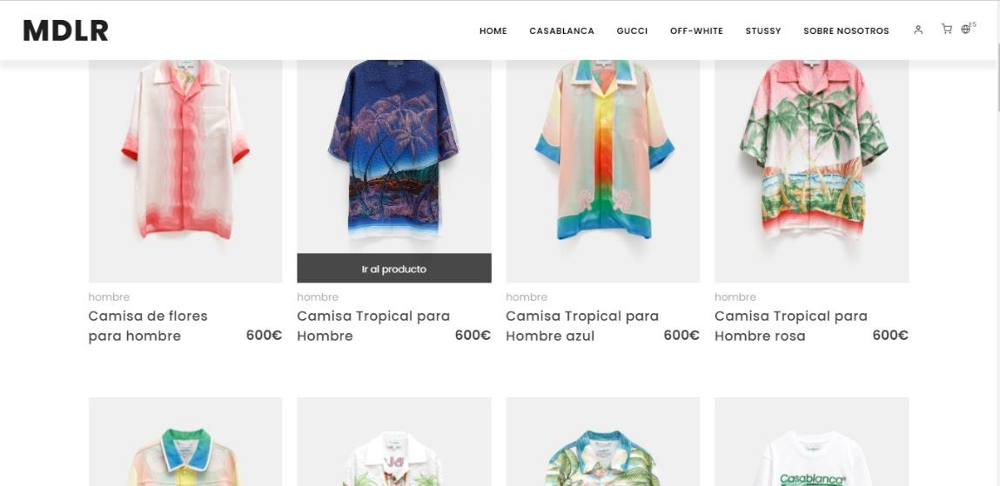 MDLR
HOME CASABLANCA GUCCI OFF-WHITE STUSSY SOBRE NOSOTROS ES
Ir al producto
hombre
Camisa de flores
para hombre 600€
hombre
Camisa Tropical para
Hombre 600€
hombre
Camisa Tropical para
Hombre azul 600€
hombre
Camisa Tropical para
Hombre rosa 600€
Casablanca